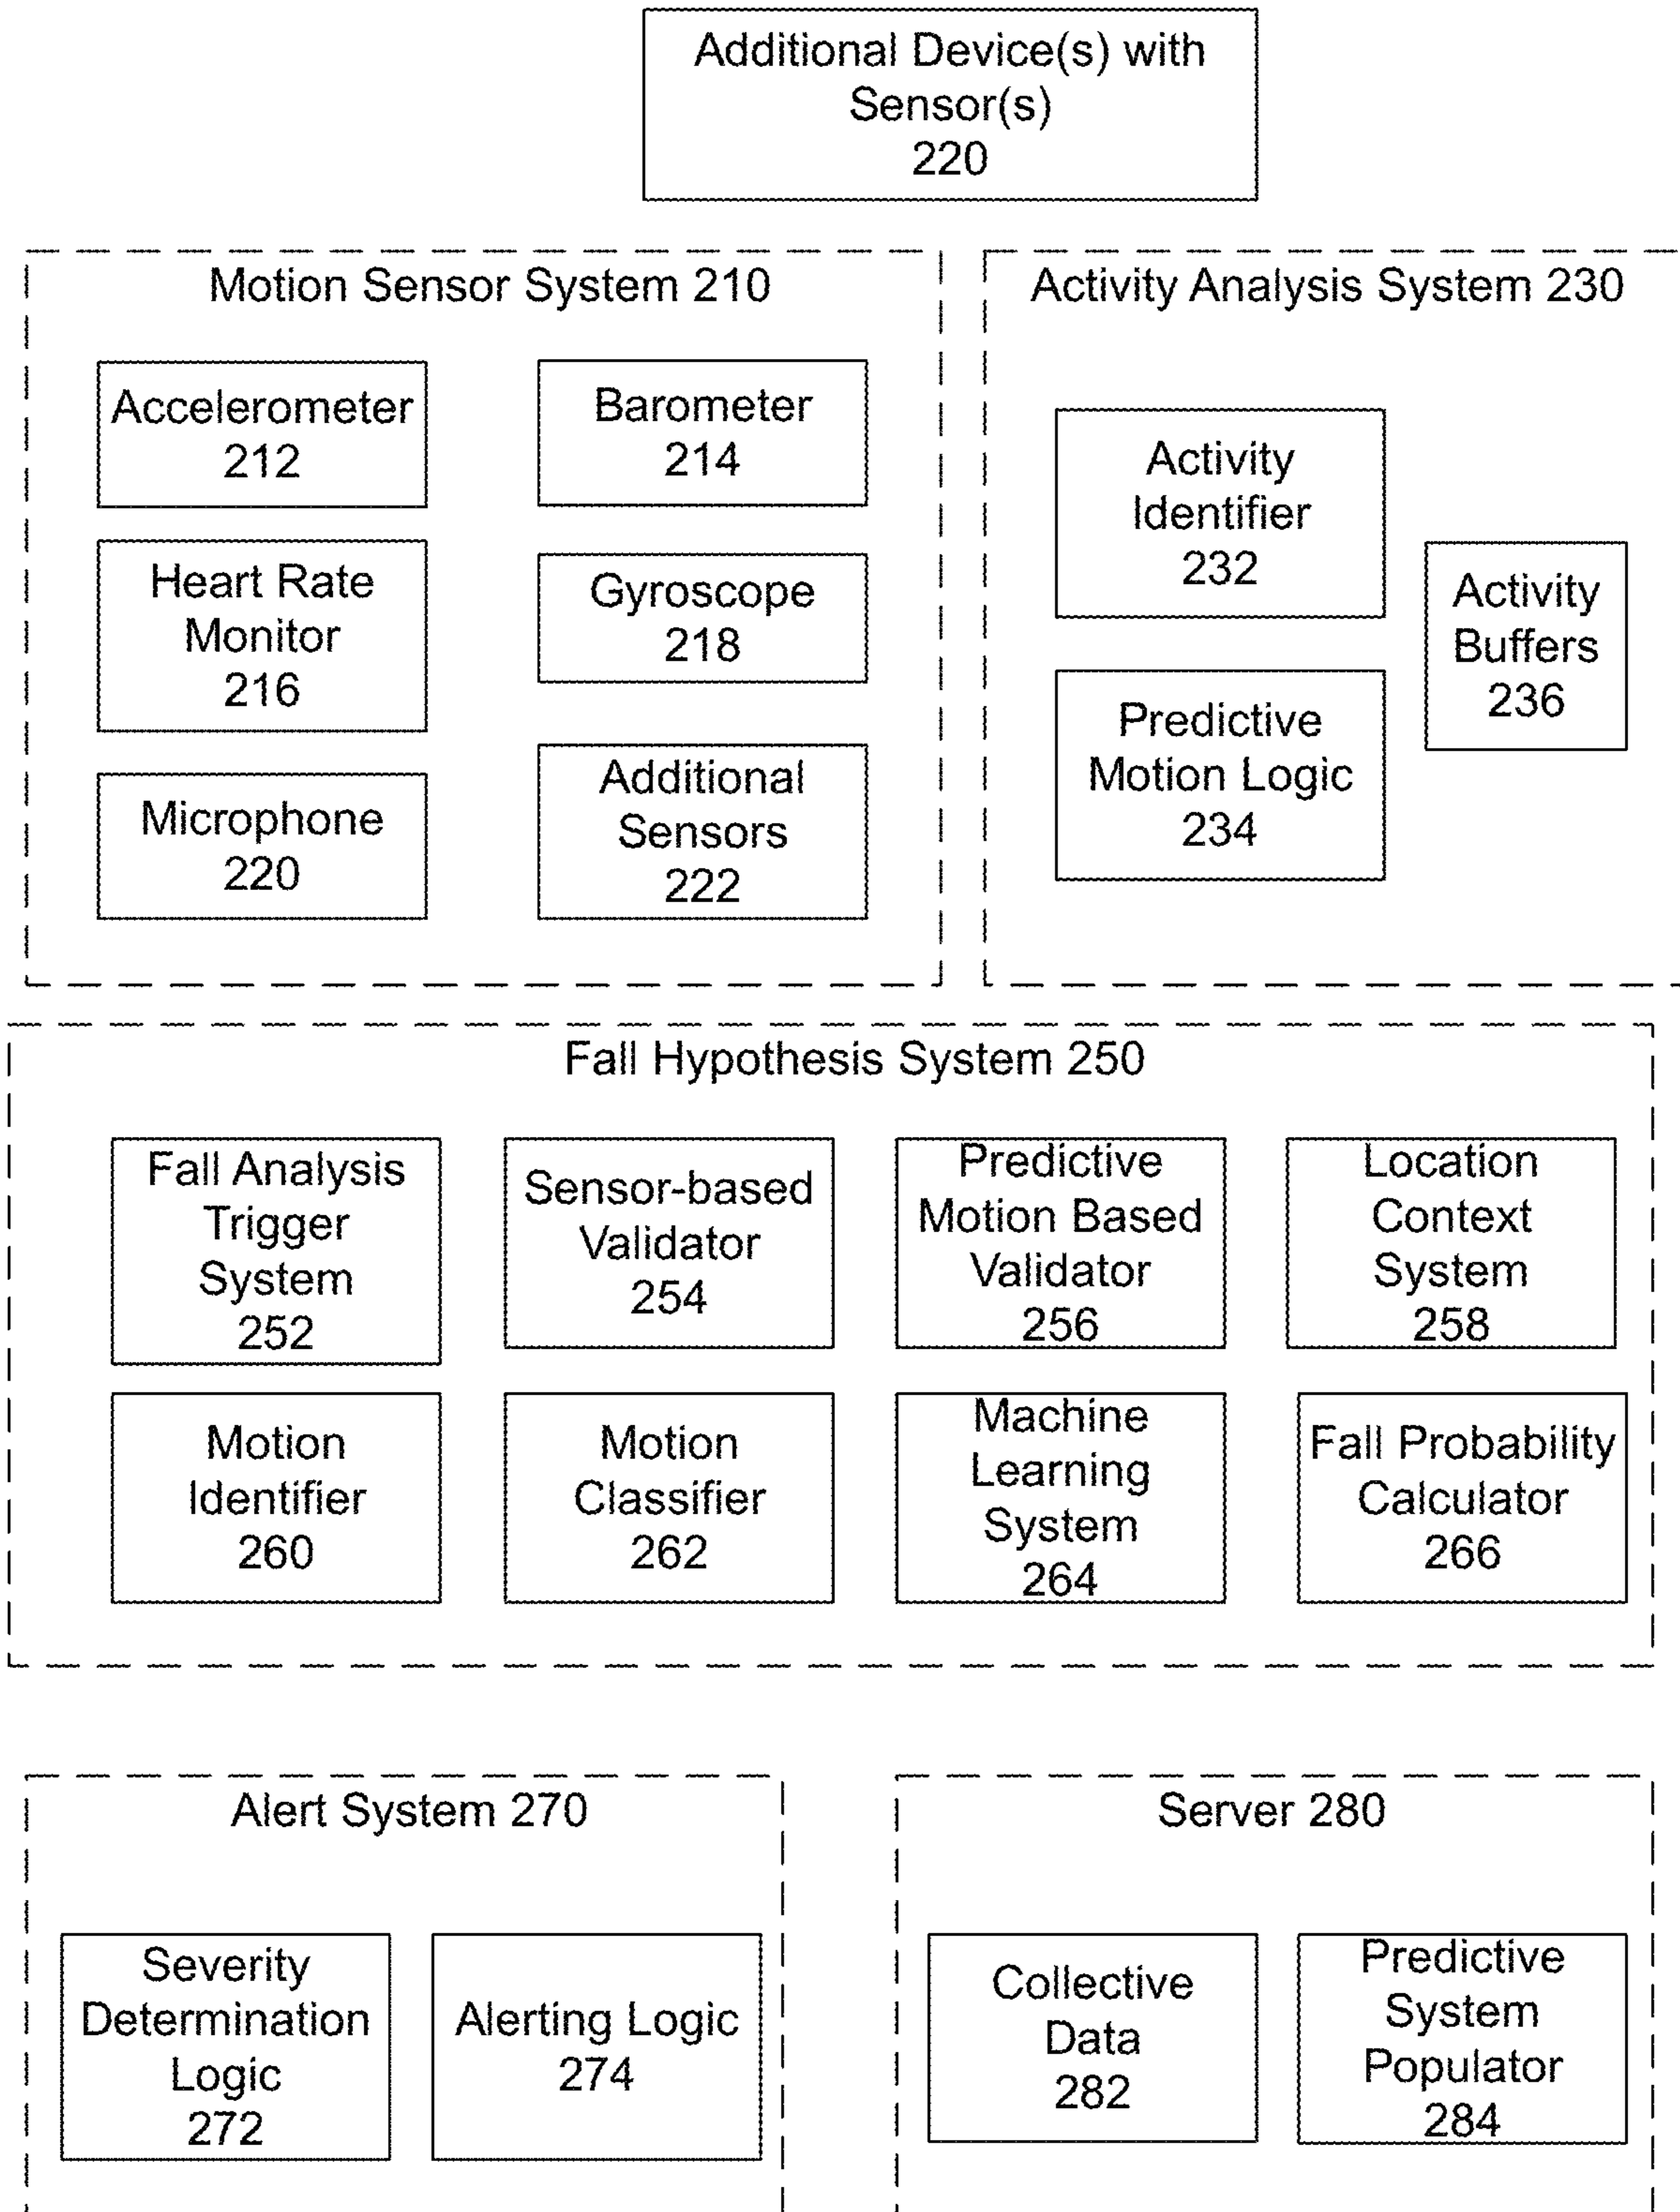 Additional Device(s) with
Sensor(s)
220
Motion Sensor System 210
Accelerometer
212
Barometer
214
Heart Rate
Monitor
216
Gyroscope
218
Microphone
220
Additional
Sensors
222
Activity Analysis System 230
Activity
Identifier
232
Activity
Buffers
236
Predictive
Motion Logic
234
Fall Hypothesis System 250
Fall Analysis
Trigger
System
252
Sensor-based
Validator
254
Predictive
Motion Based
Validator
256
Location
Context
System
258
Motion
Identifier
260
Motion
Classifier
262
Machine
Learning
System
264
Fall Probability
Calculator
266
Alert System 270
Severity
Determination
Logic
272
Alerting Logic
274
Server 280
Collective
Data
282
Predictive
System
Populator
284